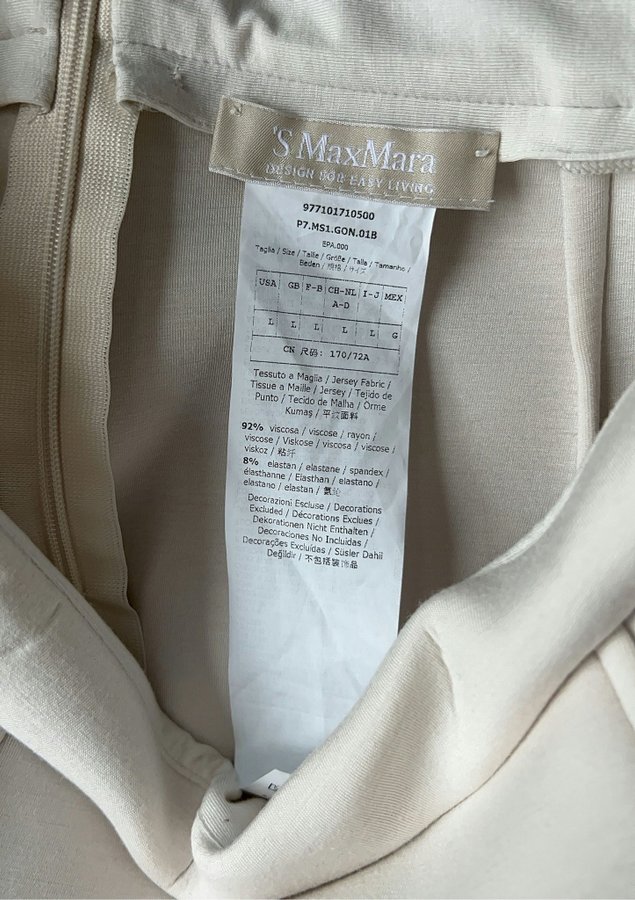 'S MaxMara
DESIGN FOR EASY LIVING
977101710500
P7.MS1.GON.01B
EPA.000
Taglia / Size / Taille / Größe / Talla / Tamanho /
Beden / 规格 / サイズ
USA GB F-B CH-NL I-J MEX
A-D
L L L L L G
CN 尺码: 170/72A
Tessuto a Maglia / Jersey Fabric /
Tissue a Maille / Jersey / Tejido de
Punto / Tecido de Malha / Örme
Kumaş / 平纹面料
92% viscosa / viscose / rayon /
viscose / Viskose / viscosa / viscose /
viskoz / 粘纤
8% elastan / elastane / spandex /
élasthanne / Elasthan / elastano /
elastano / elastan / 氨纶
Decorazioni Escluse / Decorations
Excluded / Décorations Exclues /
Dekorationen Nicht Enthalten /
Decoraciones No Incluidas /
Decorações Excluídas / Süsler Dahil
Değildir / 不包括装饰品